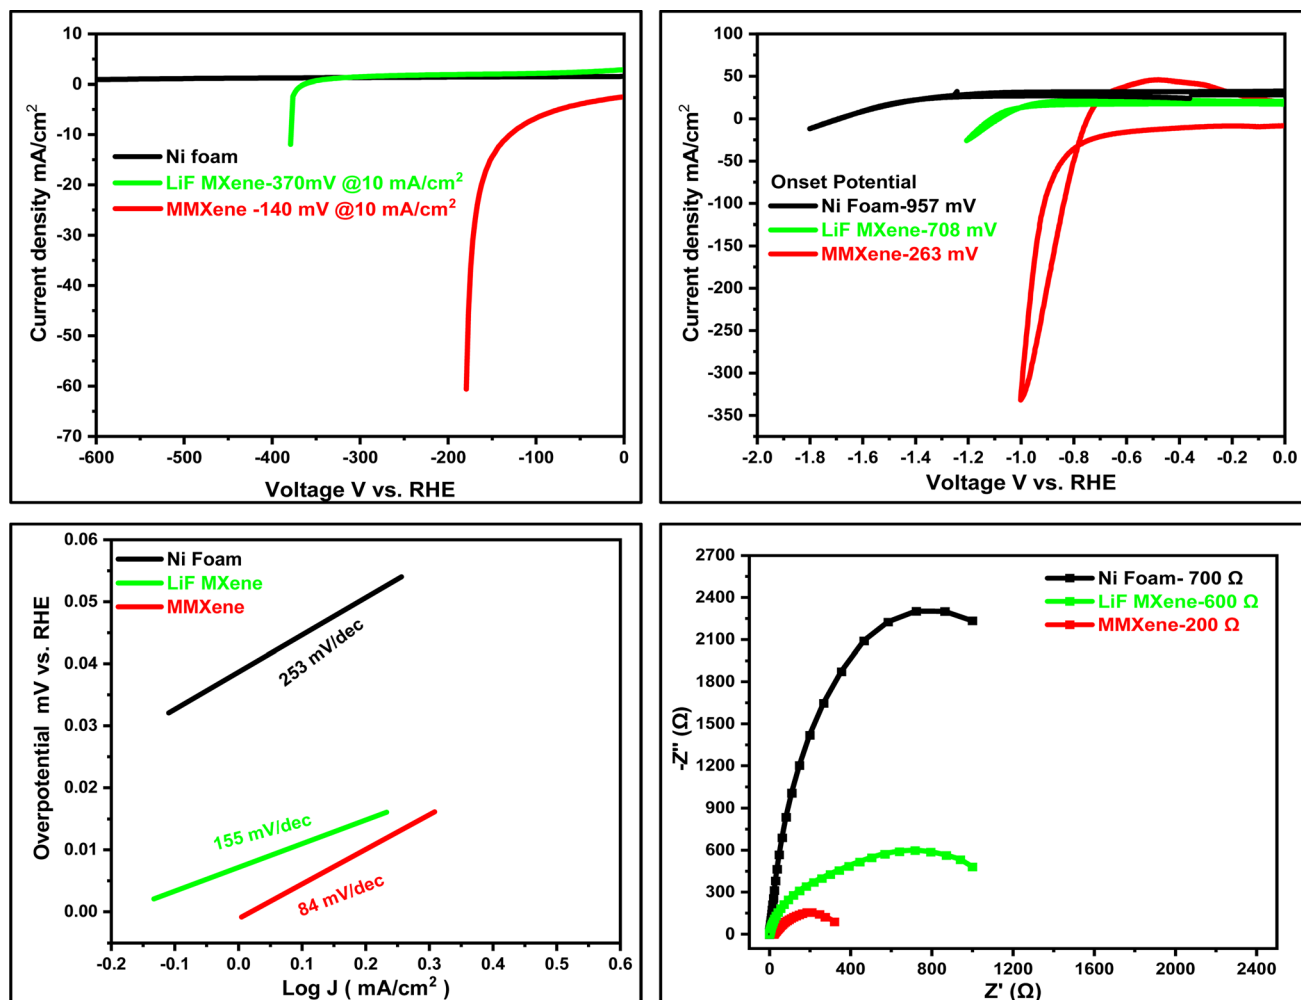 10
0
-10
-20
-30
-40
-50
-60
-70
-600
-500
-400
-300
-200
-100
0
Current density mA/cm²
Voltage V vs. RHE
Ni foam
LiF MXene-370mV @10 mA/cm²
MMXene -140 mV @10 mA/cm²
100
50
0
-50
-100
-150
-200
-250
-300
-350
-2.0
-1.8
-1.6
-1.4
-1.2
-1.0
-0.8
-0.6
-0.4
-0.2
0.0
Current density mA/cm²
Voltage V vs. RHE
Onset Potential
Ni Foam-957 mV
LiF MXene-708 mV
MMXene-263 mV
0.06
0.05
0.04
0.03
0.02
0.01
0.00
-0.2
-0.1
0.0
0.1
0.2
0.3
0.4
0.5
0.6
Overpotential mV vs. RHE
Log J ( mA/cm²)
Ni Foam
LiF MXene
MMXene
253 mV/dec
155 mV/dec
84 mV/dec
2700
2400
2100
1800
1500
1200
900
600
300
0
0
400
800
1200
1600
2000
2400
-Z'' (Ω)
Z' (Ω)
Ni Foam- 700 Ω
LiF MXene-600 Ω
MMXene-200 Ω